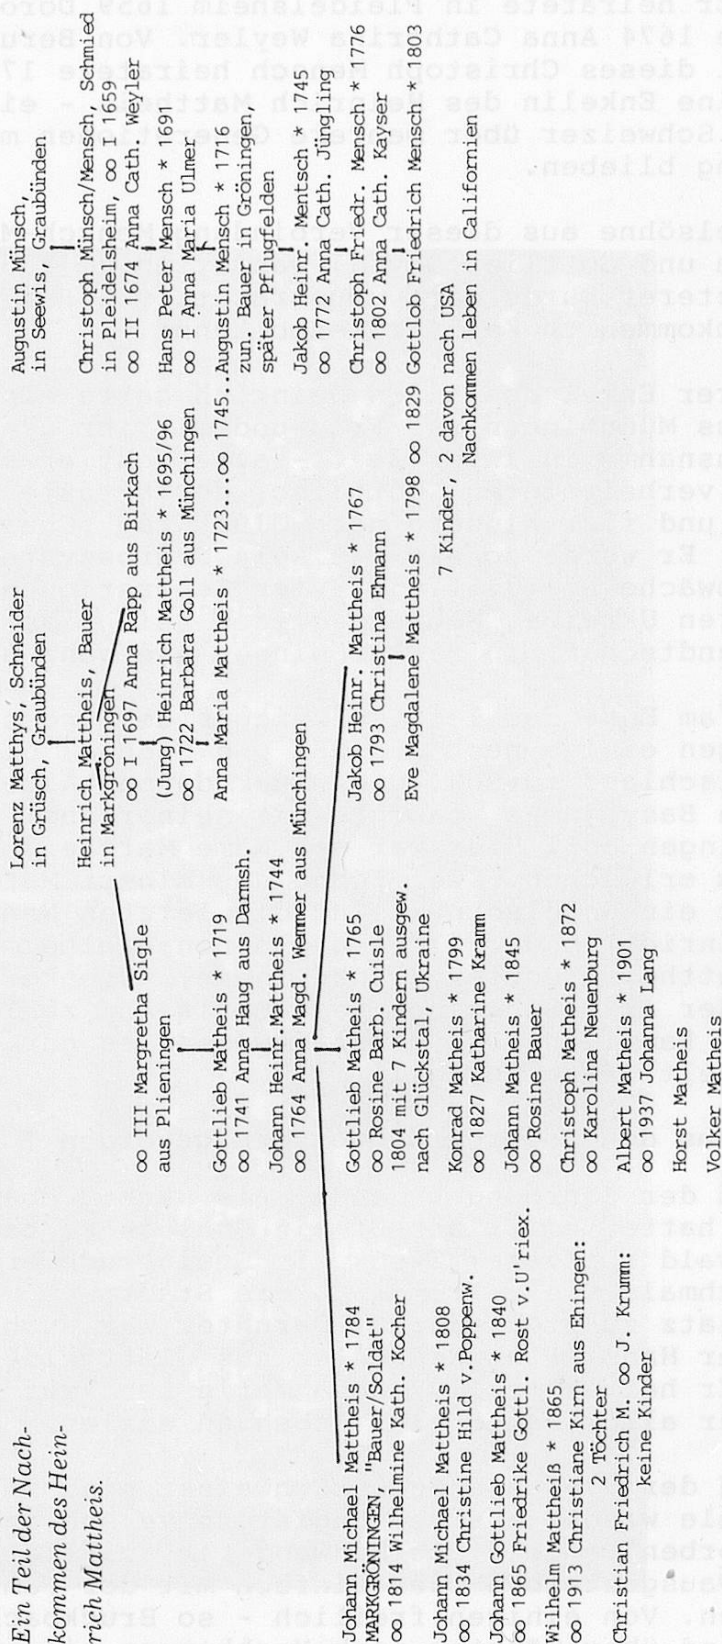 Ein Teil der Nach-
kommen des Hein-
rich Mattheis.
Lorenz Matthys, Schneider
in Grüsch, Graubünden
Heinrich Mattheis, Bauer
in Markgröningen
oo I 1697 Anna Rapp aus Birkach
(Jung) Heinrich Mattheis * 1695/96
oo 1722 Barbara Goll aus Münchingen
Anna Maria Mattheis * 1723...oo 1745..Augustin Mensch * 1716
Augustin Münsch,
in Seewis, Graubünden
Christoph Münsch/Mensch, Schmied
in Pleidelsheim, oo I 1659
oo II 1674 Anna Cath. Weyler
Hans Peter Mensch * 1691
oo I Anna Maria Ulmer
zun. Bauer in Gröningen,
später Pflugfelden
Jakob Heinr. Mentsch * 1745
oo 1772 Anna Cath. Jüngling
Christoph Friedr. Mensch * 1776
oo 1802 Anna Cath. Kayser
Jakob Heinr. Mattheis * 1767
oo 1793 Christina Ehmann
Eve Magdalene Mattheis * 1798 oo 1829 Gottlob Friedrich Mensch * 1803
7 Kinder, 2 davon nach USA
Nachkommen leben in Californien
oo III Margretha Sigle
aus Plieningen
Gottlieb Matheis * 1719
oo 1741 Anna Haug aus Darmsh.
Johann Heinr.Mattheis * 1744
oo 1764 Anna Magd. Wemmer aus Münchingen
Gottlieb Matheis * 1765
oo Rosine Barb. Cuisle
1804 mit 7 Kindern ausgew.
nach Glückstal, Ukraine
Konrad Matheis * 1799
oo 1827 Katharine Kramm
Johann Matheis * 1845
oo Rosine Bauer
Christoph Matheis * 1872
oo Karolina Neuenburg
Albert Matheis * 1901
oo 1937 Johanna Lang
Horst Matheis
Volker Matheis
Johann Michael Mattheis * 1784
MARKGRÖNINGEN, "Bauer/Soldat"
oo 1814 Wilhelmine Kath. Kocher
Johann Michael Mattheis * 1808
oo 1834 Christine Hild v.Poppenw.
Johann Gottlieb Mattheis * 1840
oo 1865 Friedrike Gottl. Rost v.U'riex.
Wilhelm Mattheiß * 1865
oo 1913 Christiane Kirn aus Ehingen:
2 Töchter
Christian Friedrich M. oo J. Krumm:
keine Kinder